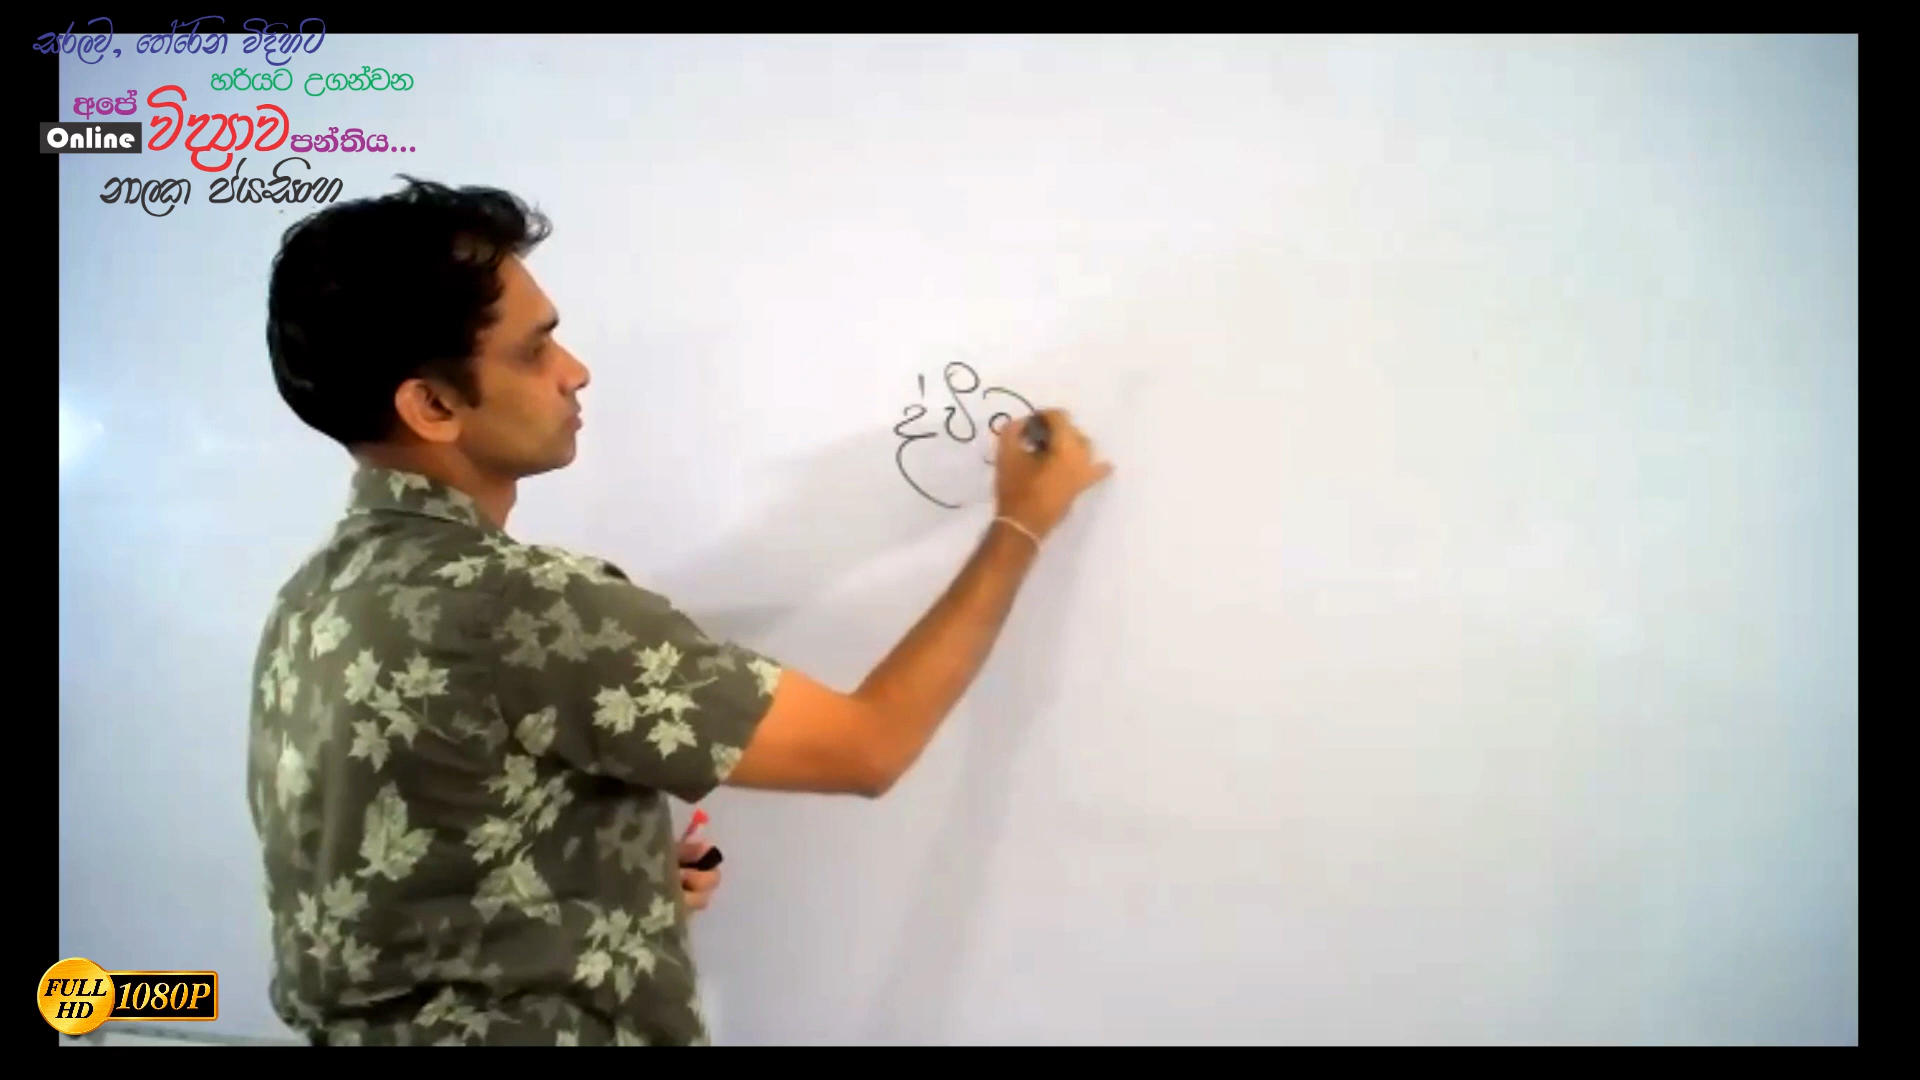 සරලව, තේරෙන විදිහට
හරියට උගන්වන
අපේ
Online විද්‍යාව පන්තිය...
නාලක ජයසිංහ
FULL HD 1080P